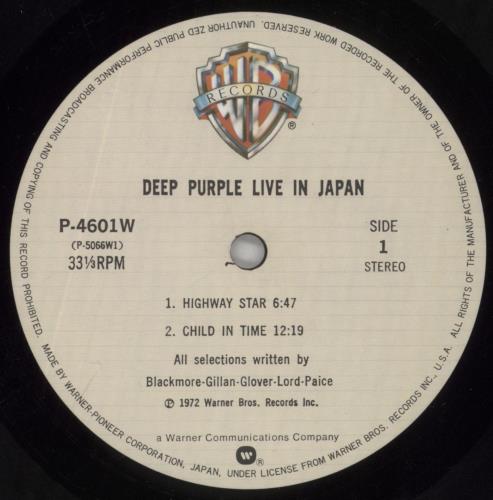 ALL RIGHTS OF THE MANUFACTURER AND OF THE OWNER OF THE RECORDED WORK RESERVED. UNAUTHORIZED PUBLIC PERFORMANCE BROADCASTING AND COPYING OF THIS RECORD PROHIBITED.
WB
RECORDS
®
DEEP PURPLE LIVE IN JAPAN
P-4601W
(P-5066W1)
33⅓RPM
SIDE
1
STEREO
1. HIGHWAY STAR 6:47
2. CHILD IN TIME 12:19
All selections written by
Blackmore-Gillan-Glover-Lord-Paice
℗ 1972 Warner Bros. Records Inc.
a Warner Communications Company
®
MADE BY WARNER-PIONEER CORPORATION, JAPAN, UNDER LICENSE FROM WARNER BROS. RECORDS INC., U.S.A.